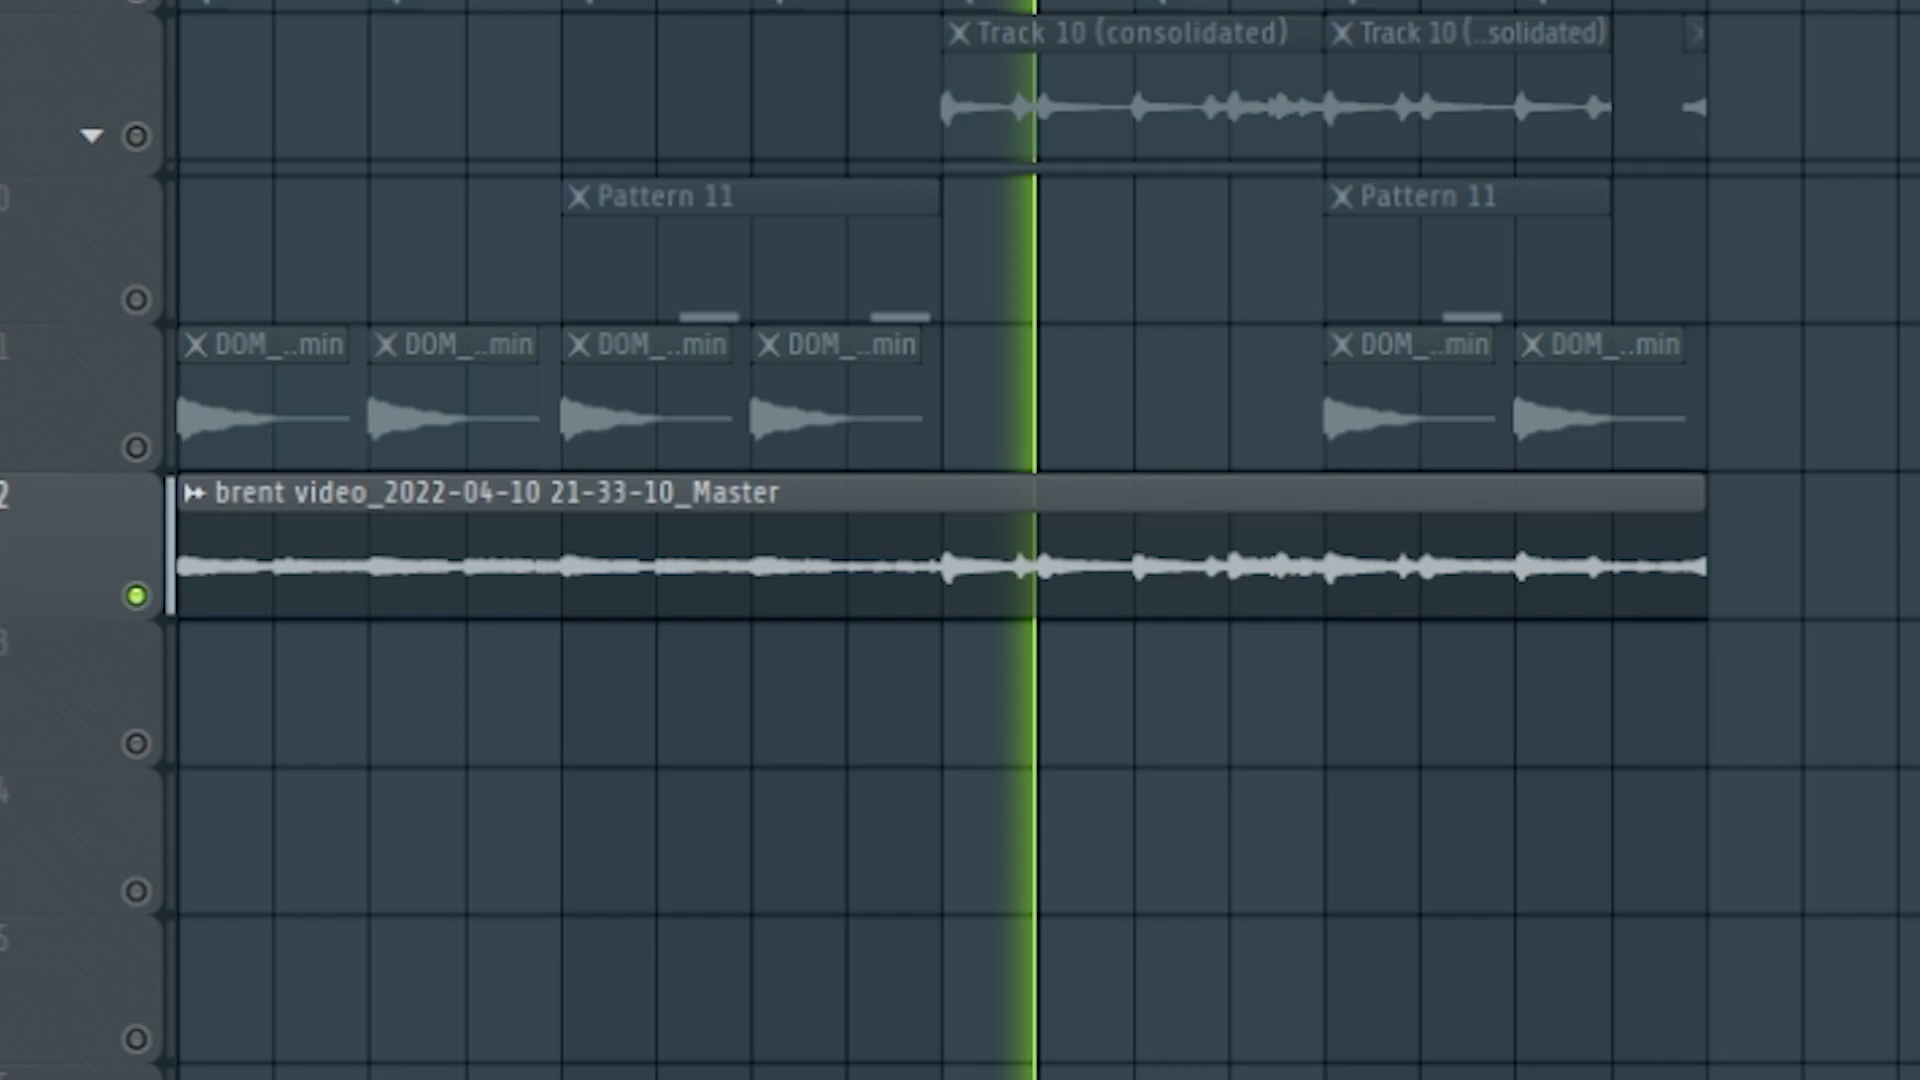 Track 10 (consolidated) Track 10 (..solidated)
Pattern 11 Pattern 11
DOM_..min DOM_..min DOM_..min DOM_..min DOM_..min DOM_..min
brent video_2022-04-10 21-33-10_Master